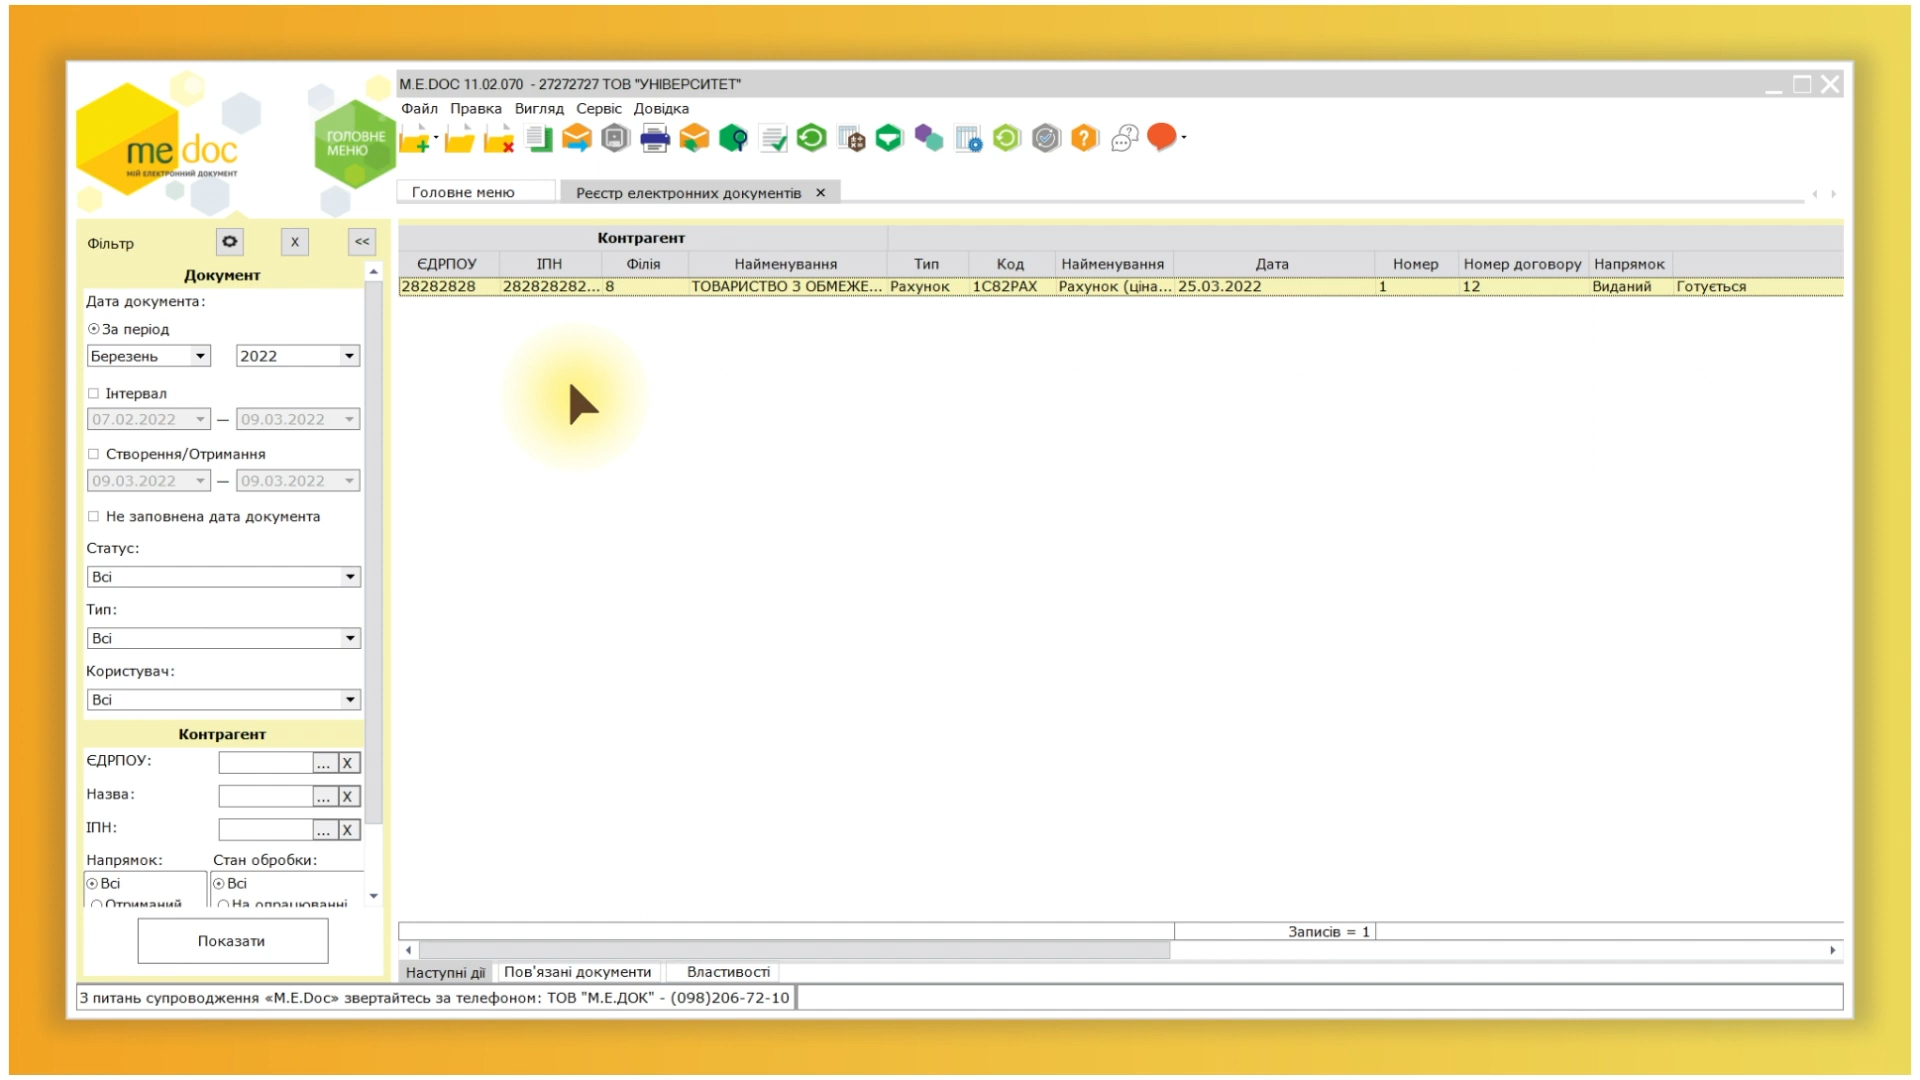 M.E.DOC 11.02.070 - 27272727 ТОВ "УНІВЕРСИТЕТ"
Файл Правка Вигляд Сервіс Довідка
me doc
МІЙ ЕЛЕКТРОННИЙ ДОКУМЕНТ
ГОЛОВНЕ
МЕНЮ
Головне меню
Реєстр електронних документів ×
Фільтр
X
<<
Документ
Дата документа:
За період
Березень
2022
Інтервал
07.02.2022 — 09.03.2022
Створення/Отримання
09.03.2022 — 09.03.2022
Не заповнена дата документа
Статус:
Всі
Тип:
Всі
Користувач:
Всі
Контрагент
ЄДРПОУ: ... X
Назва: ... X
ІПН: ... X
Напрямок: Стан обробки:
Всі Всі
Отриманий На опрацюванні
Показати
Контрагент
ЄДРПОУ ІПН Філія Найменування Тип Код Найменування Дата Номер Номер договору Напрямок
28282828 282828282... 8 ТОВАРИСТВО З ОБМЕЖЕ... Рахунок 1С82РАХ Рахунок (ціна... 25.03.2022 1 12 Виданий Готується
Записів = 1
Наступні дії Пов'язані документи Властивості
З питань супроводження «M.E.Doc» звертайтесь за телефоном: ТОВ "М.Е.ДОК" - (098)206-72-10